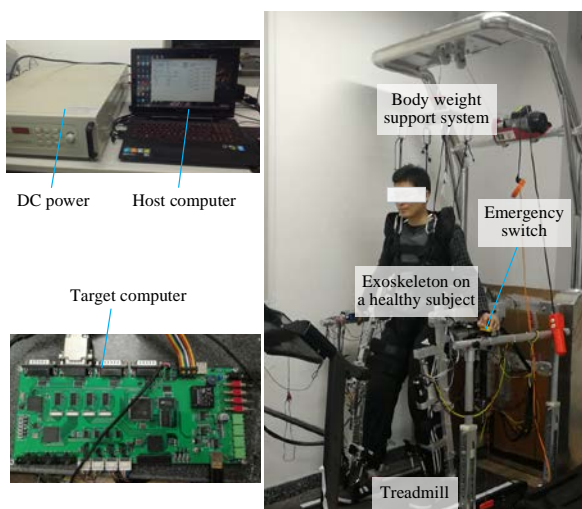 Body weight
support system
DC power
Host computer
Emergency
switch
Exoskeleton on
a healthy subject
Target computer
Treadmill